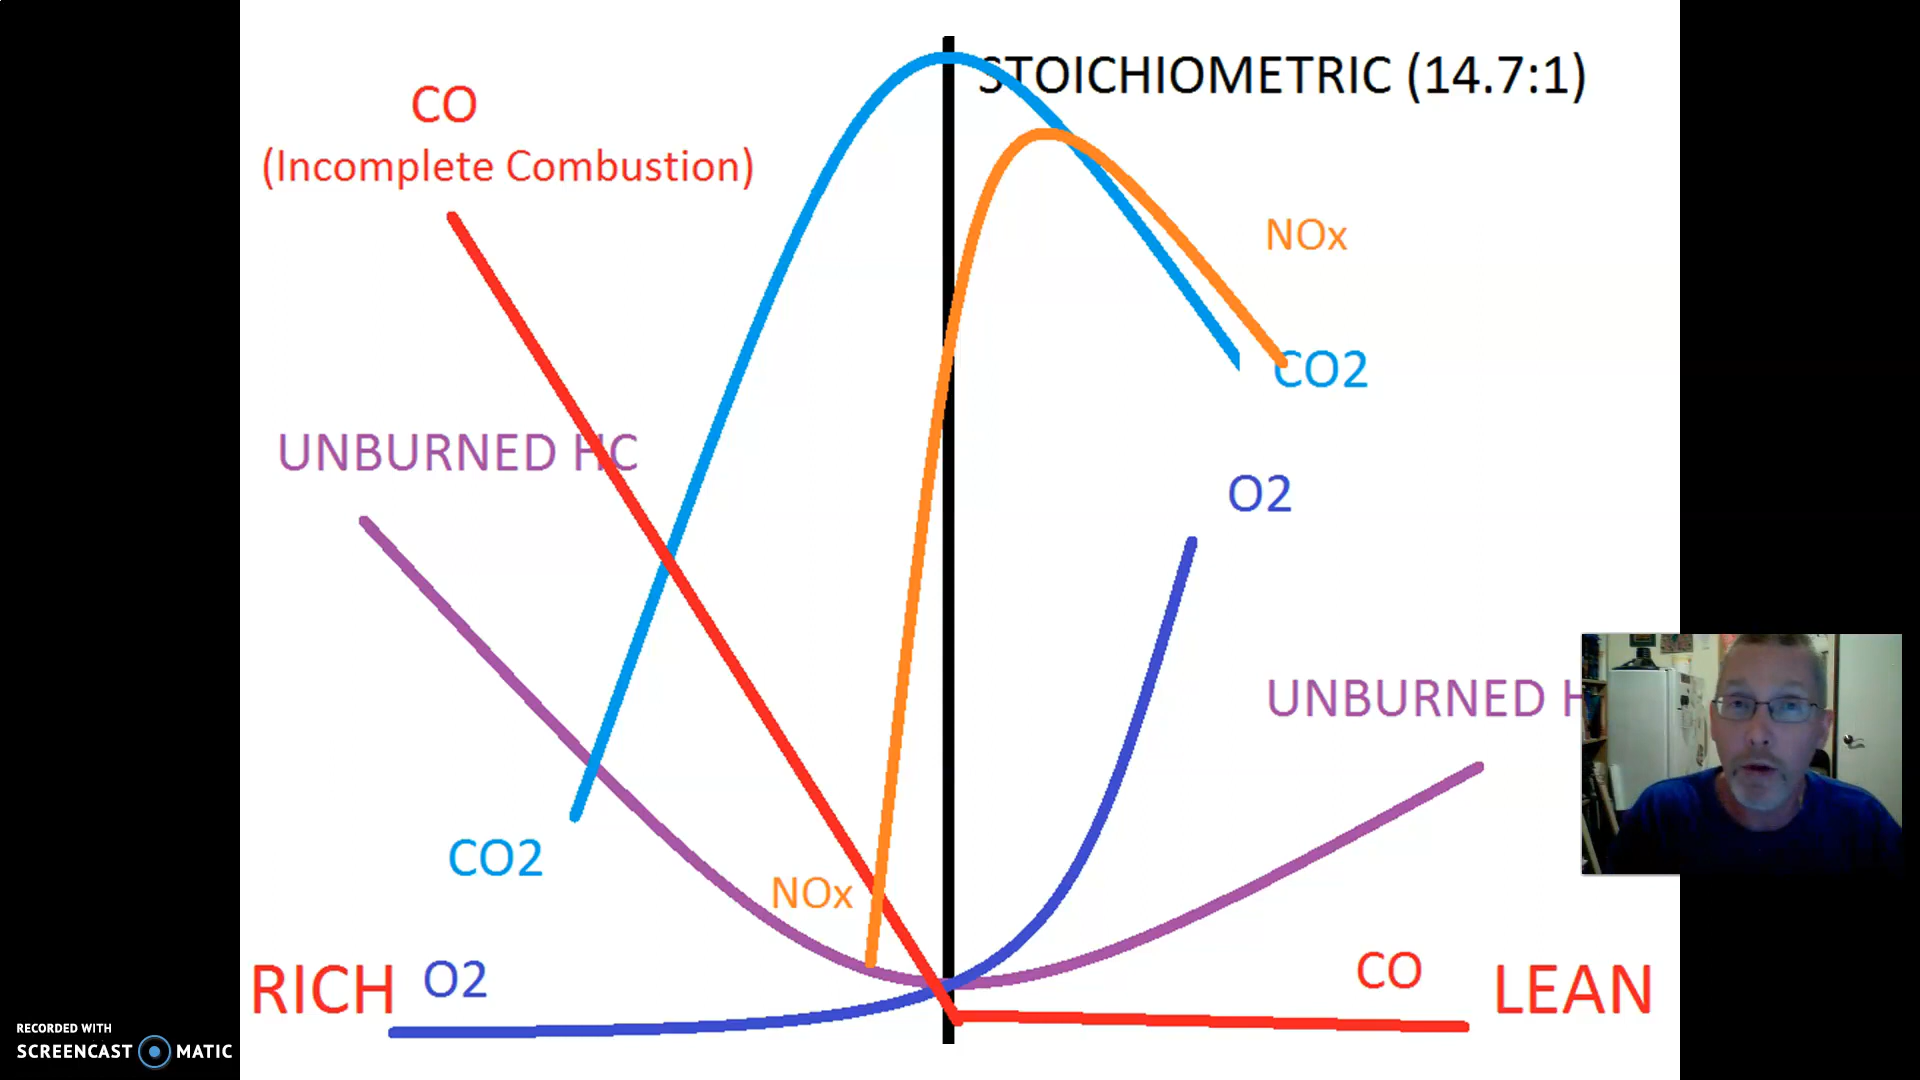 STOICHIOMETRIC (14.7:1)
CO
(Incomplete Combustion)
NOx
CO2
UNBURNED HC
O2
UNBURNED H
CO2
NOx
CO
RICH
O2
LEAN
RECORDED WITH
SCREENCAST MATIC